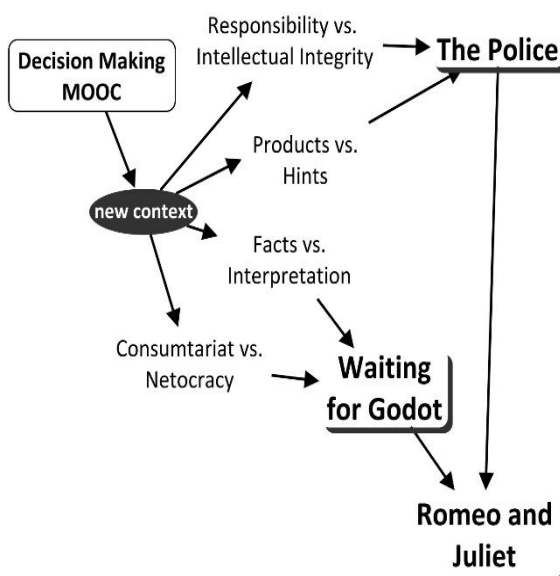 Decision Making
MOOC
Responsibility vs.
Intellectual Integrity
The Police
Products vs.
Hints
new context
Facts vs.
Interpretation
Consumtariat vs.
Netocracy
Waiting
for Godot
Romeo and
Juliet